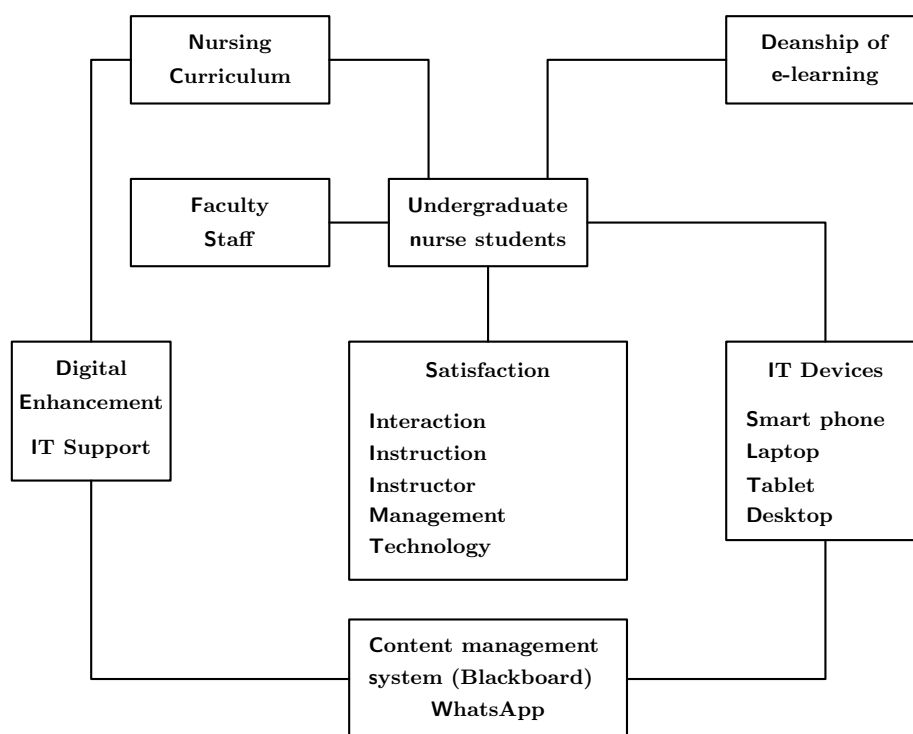 Nursing
Curriculum
Deanship of
e-learning
Faculty
Staff
Undergraduate
nurse students
Digital
Enhancement
IT Support
Satisfaction
Interaction
Instruction
Instructor
Management
Technology
IT Devices
Smart phone
Laptop
Tablet
Desktop
Content management
system (Blackboard)
WhatsApp